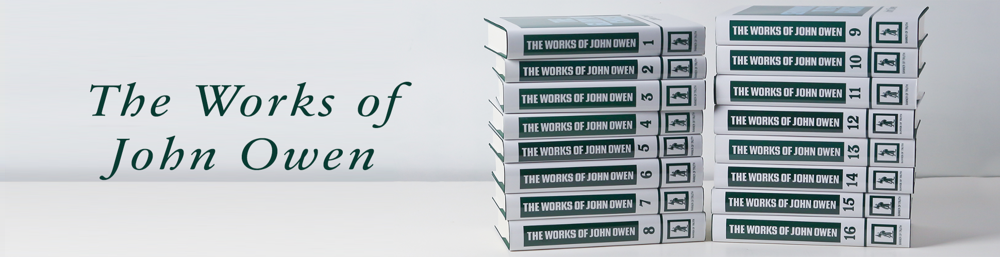 The Works of
John Owen
THE WORKS OF JOHN OWEN 1 BANNER OF TRUTH
THE WORKS OF JOHN OWEN 2 BANNER OF TRUTH
THE WORKS OF JOHN OWEN 3 BANNER OF TRUTH
THE WORKS OF JOHN OWEN 4 BANNER OF TRUTH
THE WORKS OF JOHN OWEN 5 BANNER OF TRUTH
THE WORKS OF JOHN OWEN 6 BANNER OF TRUTH
THE WORKS OF JOHN OWEN 7 BANNER OF TRUTH
THE WORKS OF JOHN OWEN 8 BANNER OF TRUTH
THE WORKS OF JOHN OWEN 9 BANNER OF TRUTH
THE WORKS OF JOHN OWEN 10 BANNER OF TRUTH
THE WORKS OF JOHN OWEN 11 BANNER OF TRUTH
THE WORKS OF JOHN OWEN 12 BANNER OF TRUTH
THE WORKS OF JOHN OWEN 13 BANNER OF TRUTH
THE WORKS OF JOHN OWEN 14 BANNER OF TRUTH
THE WORKS OF JOHN OWEN 15 BANNER OF TRUTH
THE WORKS OF JOHN OWEN 16 BANNER OF TRUTH